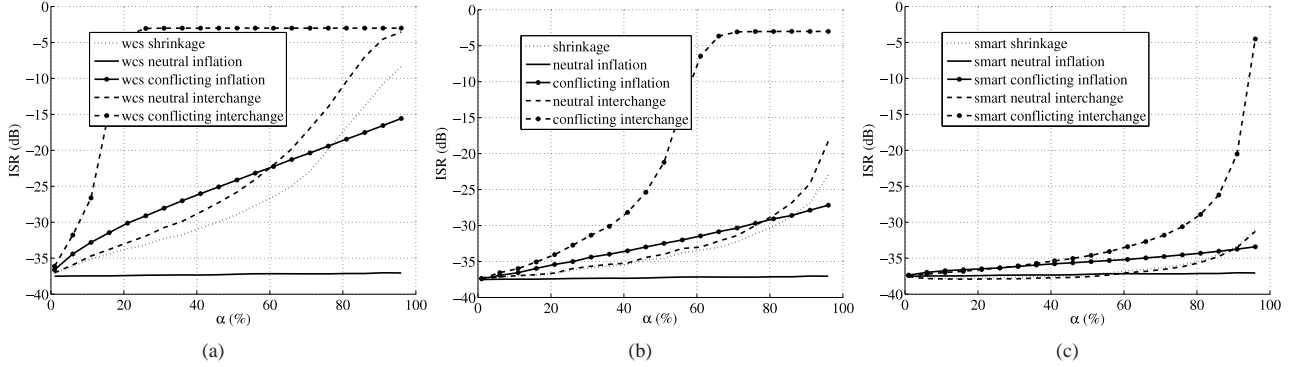 0
−5
−10
−15
−20
−25
−30
−35
−40
ISR (dB)
wcs shrinkage
wcs neutral inflation
wcs conflicting inflation
wcs neutral interchange
wcs conflicting interchange
0 20 40 60 80 100
α (%)
(a)
0
−5
−10
−15
−20
−25
−30
−35
−40
ISR (dB)
shrinkage
neutral inflation
conflicting inflation
neutral interchange
conflicting interchange
0 20 40 60 80 100
α (%)
(b)
0
−5
−10
−15
−20
−25
−30
−35
−40
ISR (dB)
smart shrinkage
smart neutral inflation
smart conflicting inflation
smart neutral interchange
smart conflicting interchange
0 20 40 60 80 100
α (%)
(c)